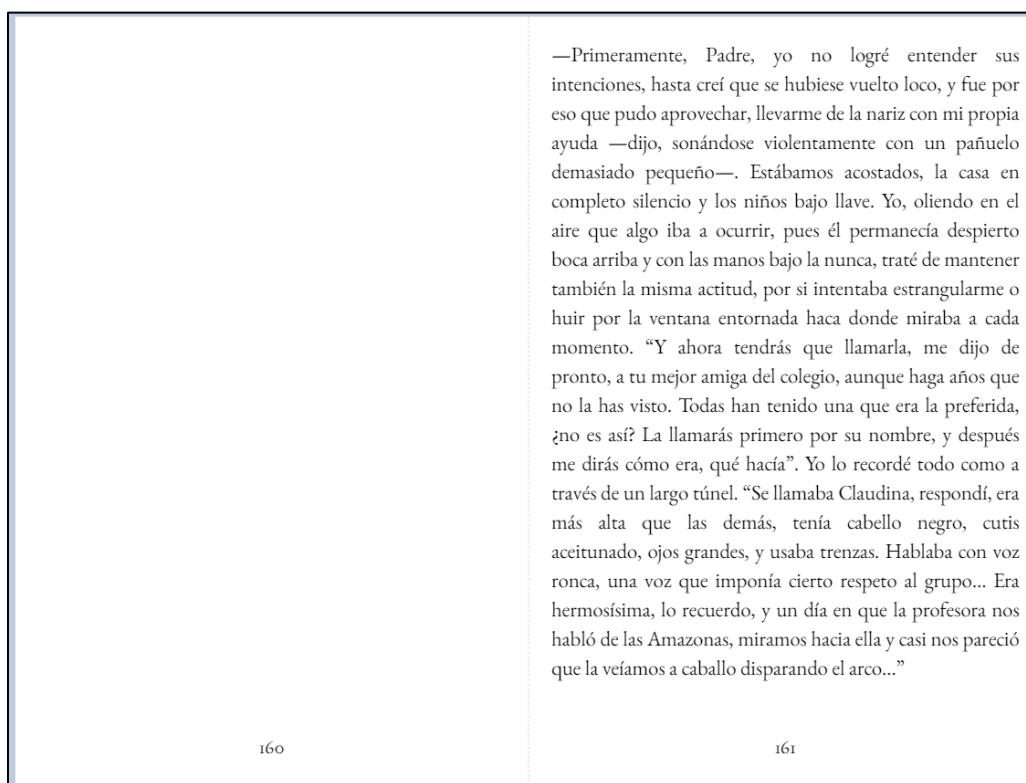 —Primeramente, Padre, yo no logré entender sus
intenciones, hasta creí que se hubiese vuelto loco, y fue por
eso que pudo aprovechar, llevarme de la nariz con mi propia
ayuda —dijo, sonándose violentamente con un pañuelo
demasiado pequeño—. Estábamos acostados, la casa en
completo silencio y los niños bajo llave. Yo, oliendo en el
aire que algo iba a ocurrir, pues él permanecía despierto
boca arriba y con las manos bajo la nunca, traté de mantener
también la misma actitud, por si intentaba estrangularme o
huir por la ventana entornada haca donde miraba a cada
momento. “Y ahora tendrás que llamarla, me dijo de
pronto, a tu mejor amiga del colegio, aunque haga años que
no la has visto. Todas han tenido una que era la preferida,
¿no es así? La llamarás primero por su nombre, y después
me dirás cómo era, qué hacía”. Yo lo recordé todo como a
través de un largo túnel. “Se llamaba Claudina, respondí, era
más alta que las demás, tenía cabello negro, cutis
aceitunado, ojos grandes, y usaba trenzas. Hablaba con voz
ronca, una voz que imponía cierto respeto al grupo... Era
hermosísima, lo recuerdo, y un día en que la profesora nos
habló de las Amazonas, miramos hacia ella y casi nos pareció
que la veíamos a caballo disparando el arco...”
160
161